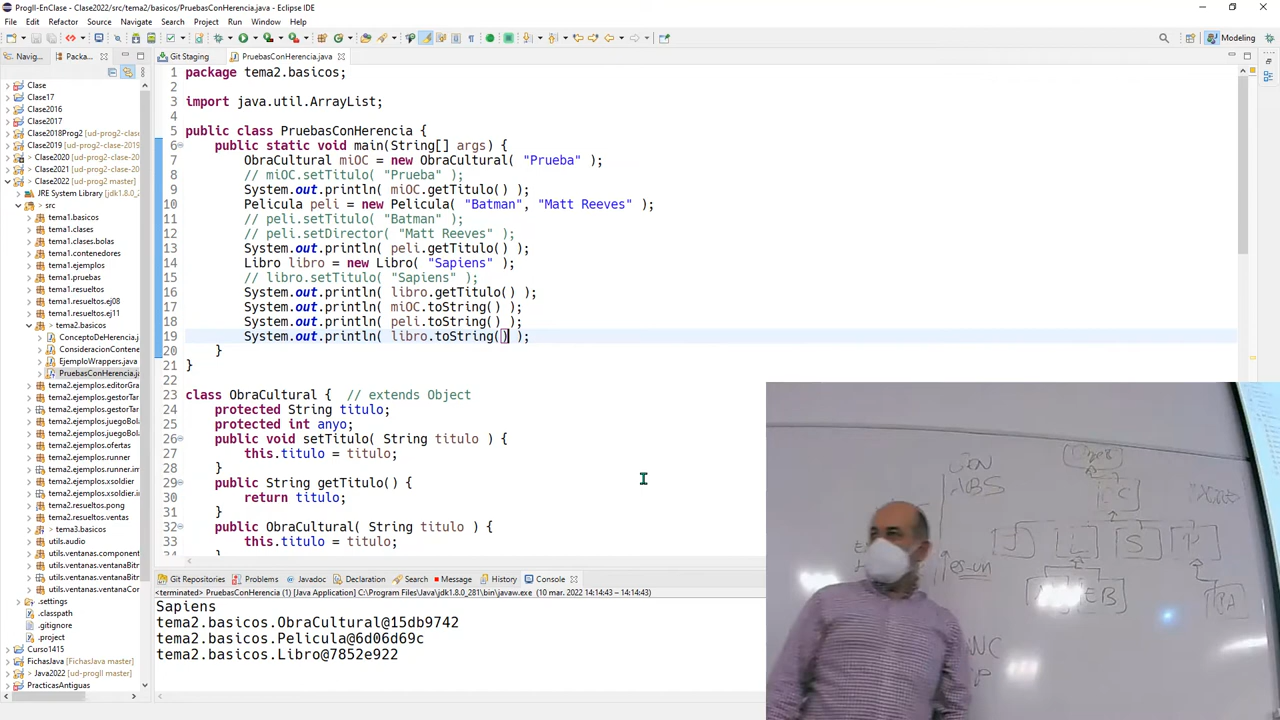 ProgII-EnClase - Clase2022/src/tema2/basicos/PruebasConHerencia.java - Eclipse IDE
File Edit Refactor Source Navigate Search Project Run Window Help
Modeling
Navig...
Packa...
Git Staging
PruebasConHerencia.java
Clase
Clase17
Clase2016
Clase2017
Clase2018Prog2 [ud-prog2-clase
Clase2019 [ud-prog2-clase-
> Clase2020 [ud-prog2-clase
> Clase2021 [ud-prog2-clase
> Clase2022 [ud-prog2 master]
JRE System Library [jdk1.8.0_281
> src
tema1.basicos
tema1.clases
tema1.clases.bolas
tema1.contenedores
tema1.ejemplos
tema1.pruebas
tema1.resueltos
tema1.resueltos.ej08
tema1.resueltos.ej11
> tema2.basicos
ConceptoDeHerencia.j
ConsideracionContene
EjemploWrappers.java
PruebasConHerencia.ja
tema2.ejemplos.editorGra
tema2.ejemplos.gestorTar
tema2.ejemplos.gestorTar
tema2.ejemplos.juegoBol
tema2.ejemplos.juegoBol
tema2.ejemplos.ofertas
tema2.ejemplos.runner
tema2.ejemplos.runner.im
tema2.ejemplos.xsoldier
tema2.ejemplos.xsoldier.i
tema2.resueltos.pong
tema2.resueltos.ventas
> tema3.basicos
utils.audio
utils.ventanas.component
utils.ventanas.ventanaBit
utils.ventanas.ventanaBitn
utils.ventanas.ventanaCon
.settings
.classpath
.gitignore
.project
Curso1415
FichasJava [FichasJava master]
> Java2022 [ud-progII master]
PracticasAntiguas
1 package tema2.basicos;
2
3 import java.util.ArrayList;
4
5 public class PruebasConHerencia {
6 public static void main(String[] args) {
7 ObraCultural miOC = new ObraCultural( "Prueba" );
8 // miOC.setTitulo( "Prueba" );
9 System.out.println( miOC.getTitulo() );
10 Pelicula peli = new Pelicula( "Batman", "Matt Reeves" );
11 // peli.setTitulo( "Batman" );
12 // peli.setDirector( "Matt Reeves" );
13 System.out.println( peli.getTitulo() );
14 Libro libro = new Libro( "Sapiens" );
15 // libro.setTitulo( "Sapiens" );
16 System.out.println( libro.getTitulo() );
17 System.out.println( miOC.toString() );
18 System.out.println( peli.toString() );
19 System.out.println( libro.toString() );
20 }
21 }
22
23 class ObraCultural { // extends Object
24 protected String titulo;
25 protected int anyo;
26 public void setTitulo( String titulo ) {
27 this.titulo = titulo;
28 }
29 public String getTitulo() {
30 return titulo;
31 }
32 public ObraCultural( String titulo ) {
33 this.titulo = titulo;
34 }
Git Repositories Problems Javadoc Declaration Search Message History Console
<terminated> PruebasConHerencia (1) [Java Application] C:\Program Files\Java\jdk1.8.0_281\bin\javaw.exe (10 mar. 2022 14:14:43 – 14:14:43)
Sapiens
tema2.basicos.ObraCultural@15db9742
tema2.basicos.Pelicula@6d06d69c
tema2.basicos.Libro@7852e922
L
S
P
es-un
EB